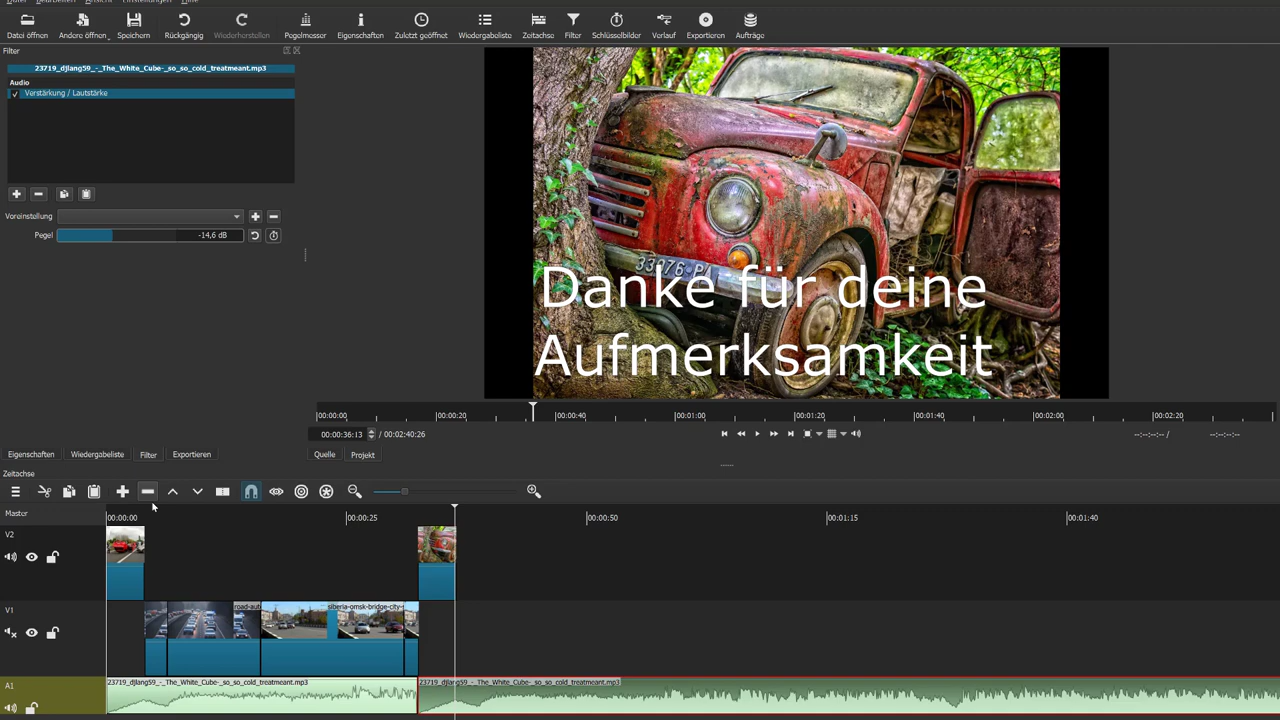 Datei öffnen
Andere öffnen
Speichern
Rückgängig
Wiederherstellen
Pegelmesser
Eigenschaften
Zuletzt geöffnet
Wiedergabeliste
Zeitachse
Filter
Schlüsselbilder
Verlauf
Exportieren
Aufträge
Filter
23719_djlang59_-_The_White_Cube-_so_so_cold_treatmeant.mp3
Audio
Verstärkung / Lautstärke
Voreinstellung
Pegel
-14,6 dB
33976 P
Danke für deine
Aufmerksamkeit
00:00:00
00:00:20
00:00:40
00:01:00
00:01:20
00:01:40
00:02:00
00:02:20
00:00:36:13 / 00:02:40:26
--:--:--:-- / --:--:--:--
Eigenschaften
Wiedergabeliste
Filter
Exportieren
Quelle
Projekt
Zeitachse
Master
00:00:00
00:00:25
00:00:50
00:01:15
00:01:40
V2
V1
road-aut
siberia-omsk-bridge-city-
A1
23719_djlang59_-_The_White_Cube-_so_so_cold_treatmeant.mp3
23719_djlang59_-_The_White_Cube-_so_so_cold_treatmeant.mp3